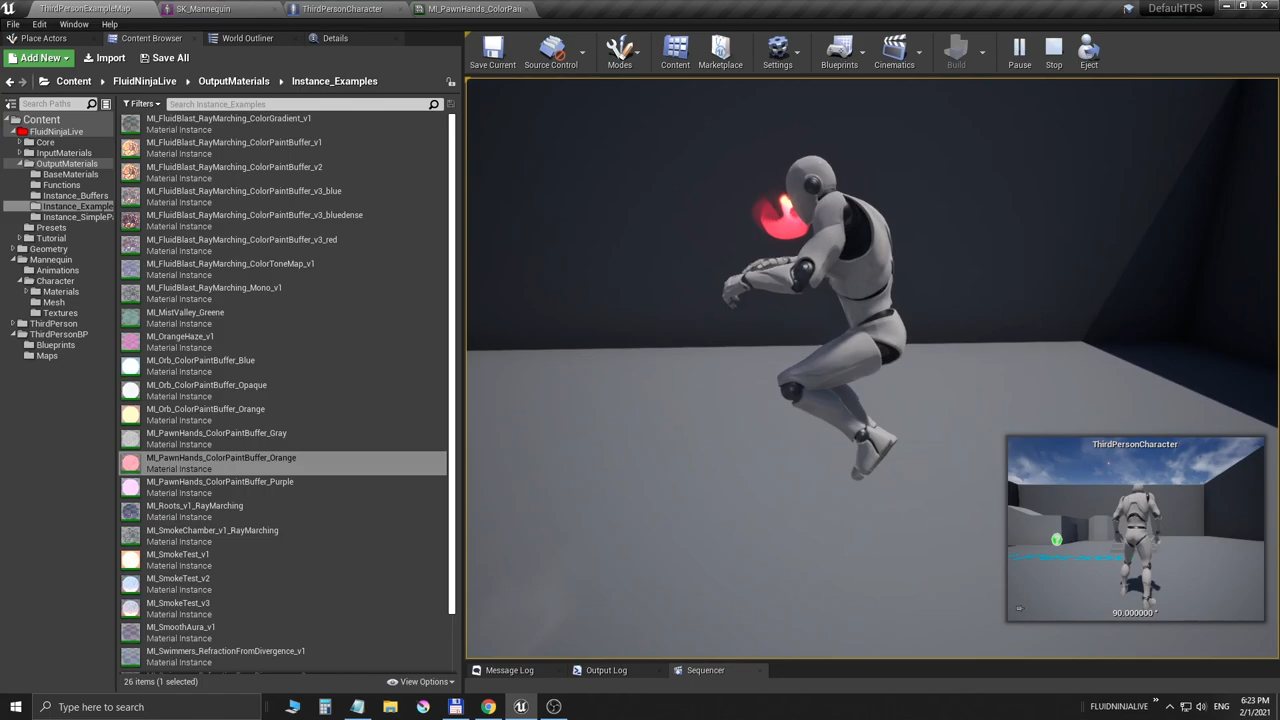 ThirdPersonExampleMap
SK_Mannequin
ThirdPersonCharacter
MI_PawnHands_ColorPain
DefaultTPS
File
Edit
Window
Help
Place Actors
Content Browser
World Outliner
Details
Add New
Import
Save All
Content
FluidNinjaLive
OutputMaterials
Instance_Examples
Search Paths
Filters
Search Instance_Examples
Save Current
Source Control
Modes
Content
Marketplace
Settings
Blueprints
Cinematics
Build
Pause
Stop
Eject
Content
FluidNinjaLive
Core
InputMaterials
OutputMaterials
BaseMaterials
Functions
Instance_Buffers
Instance_Example
Instance_SimpleP
Presets
Tutorial
Geometry
Mannequin
Animations
Character
Materials
Mesh
Textures
ThirdPerson
ThirdPersonBP
Blueprints
Maps
MI_FluidBlast_RayMarching_ColorGradient_v1
Material Instance
MI_FluidBlast_RayMarching_ColorPaintBuffer_v1
Material Instance
MI_FluidBlast_RayMarching_ColorPaintBuffer_v2
Material Instance
MI_FluidBlast_RayMarching_ColorPaintBuffer_v3_blue
Material Instance
MI_FluidBlast_RayMarching_ColorPaintBuffer_v3_bluedense
Material Instance
MI_FluidBlast_RayMarching_ColorPaintBuffer_v3_red
Material Instance
MI_FluidBlast_RayMarching_ColorToneMap_v1
Material Instance
MI_FluidBlast_RayMarching_Mono_v1
Material Instance
MI_MistValley_Greene
Material Instance
MI_OrangeHaze_v1
Material Instance
MI_Orb_ColorPaintBuffer_Blue
Material Instance
MI_Orb_ColorPaintBuffer_Opaque
Material Instance
MI_Orb_ColorPaintBuffer_Orange
Material Instance
MI_PawnHands_ColorPaintBuffer_Gray
Material Instance
MI_PawnHands_ColorPaintBuffer_Orange
Material Instance
MI_PawnHands_ColorPaintBuffer_Purple
Material Instance
MI_Roots_v1_RayMarching
Material Instance
MI_SmokeChamber_v1_RayMarching
Material Instance
MI_SmokeTest_v1
Material Instance
MI_SmokeTest_v2
Material Instance
MI_SmokeTest_v3
Material Instance
MI_SmoothAura_v1
Material Instance
MI_Swimmers_RefractionFromDivergence_v1
Material Instance
26 items (1 selected)
View Options
ThirdPersonCharacter
90.000000 °
Message Log
Output Log
Sequencer
Type here to search
FLUIDNINJALIVE
ENG
6:23 PM
2/1/2021